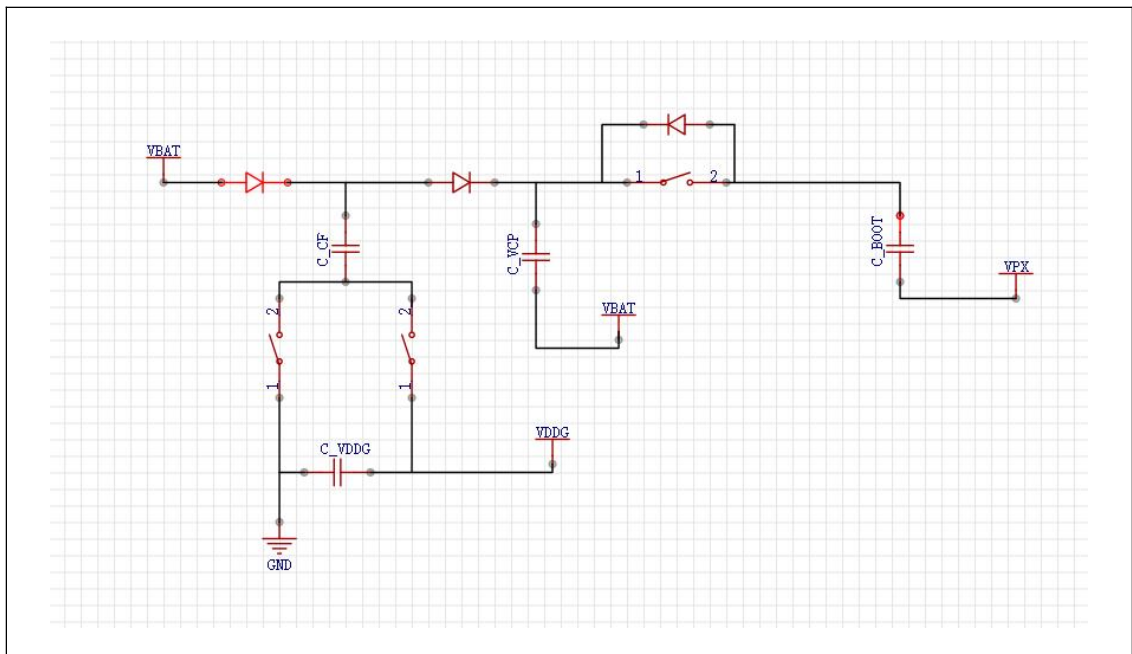 VBAT
1
2
C_CF
C_VCP
C_BOOT
VPX
2
2
VBAT
1
1
C_VDDG
VDDG
GND